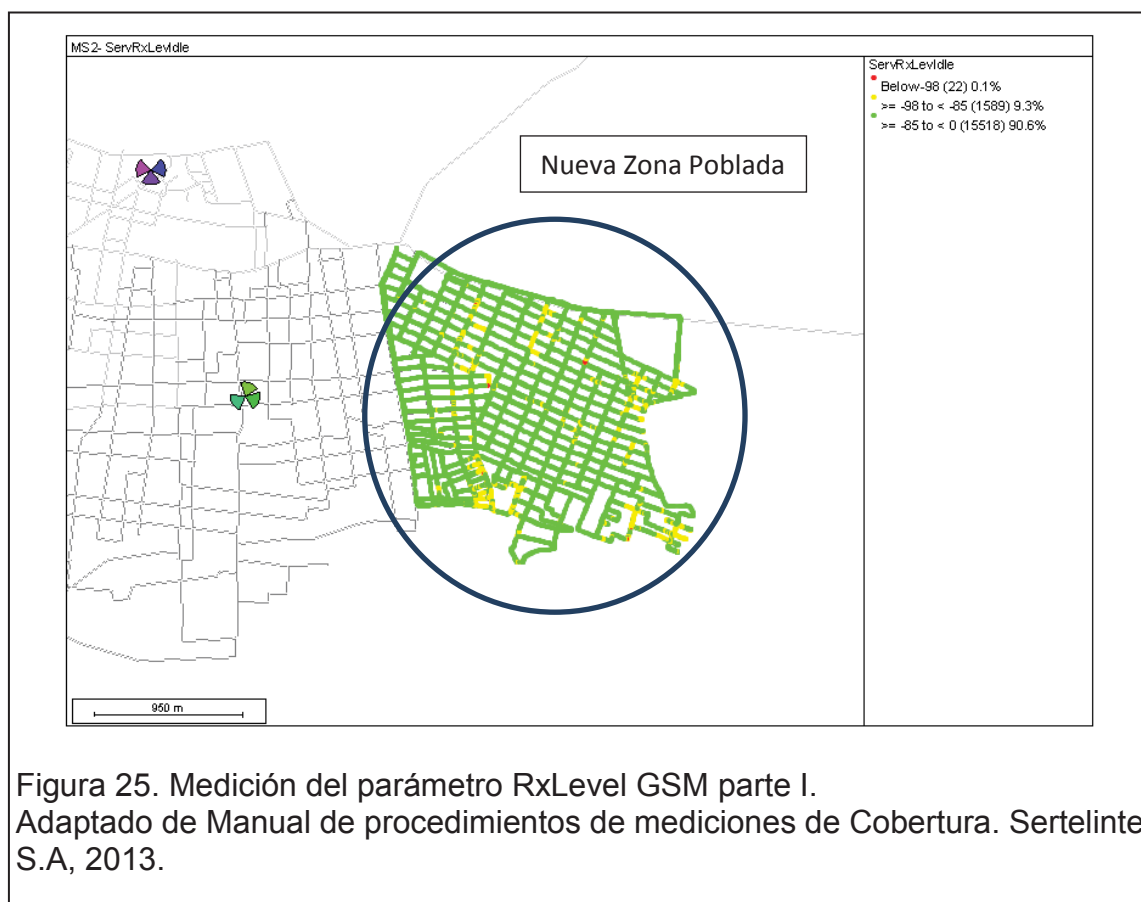 MS2- ServRxLevIdle
ServRxLevIdle
Below-98 (22) 0.1%
>= -98 to < -85 (1589) 9.3%
>= -85 to < 0 (15518) 90.6%
Nueva Zona Poblada
950 m
Figura 25. Medición del parámetro RxLevel GSM parte I.
Adaptado de Manual de procedimientos de mediciones de Cobertura. Sertelinte
S.A, 2013.